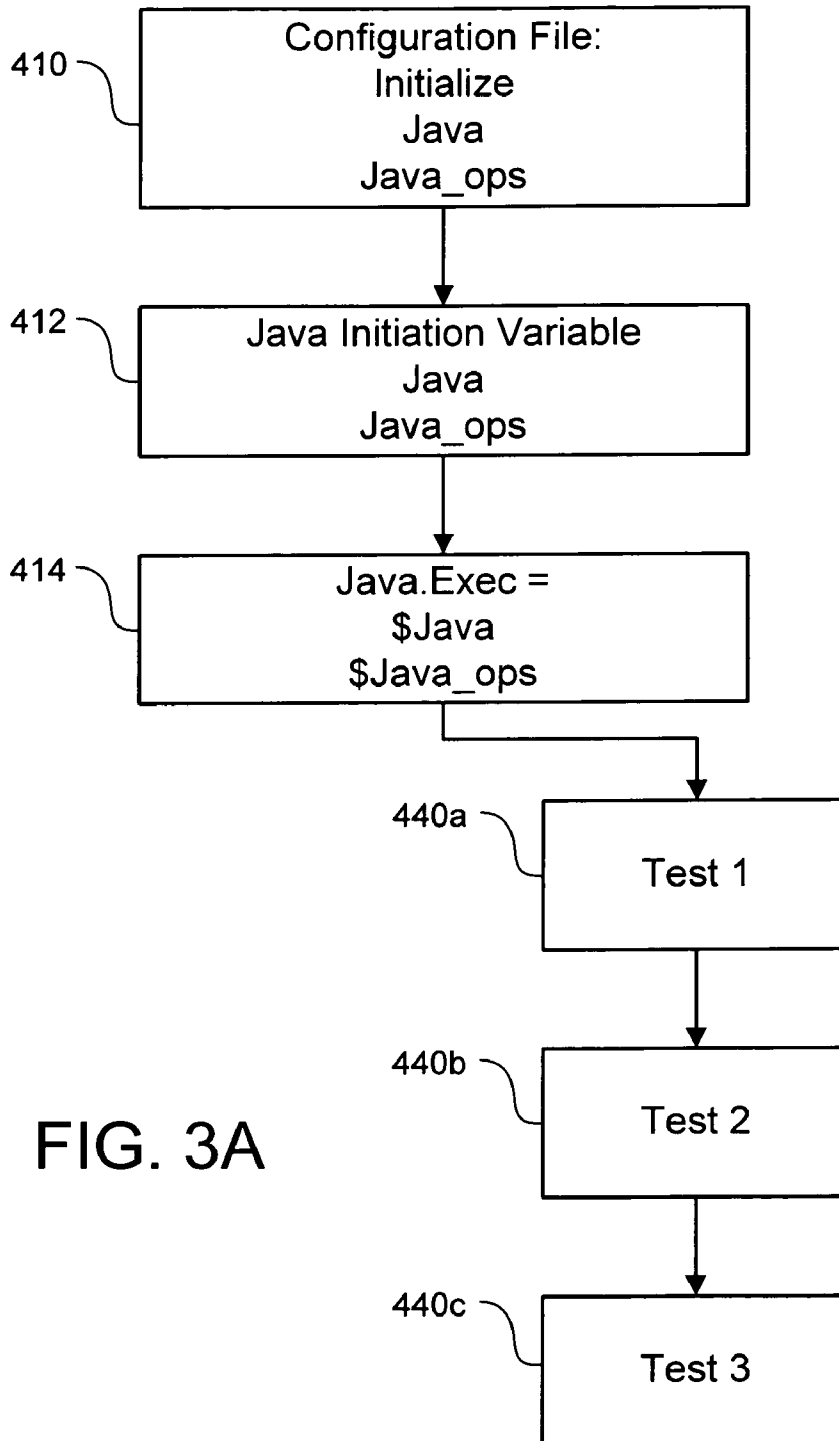 410
Configuration File:
Initialize
Java
Java_ops
412
Java Initiation Variable
Java
Java_ops
414
Java.Exec =
$Java
$Java_ops
440a
Test 1
440b
Test 2
FIG. 3A
440c
Test 3